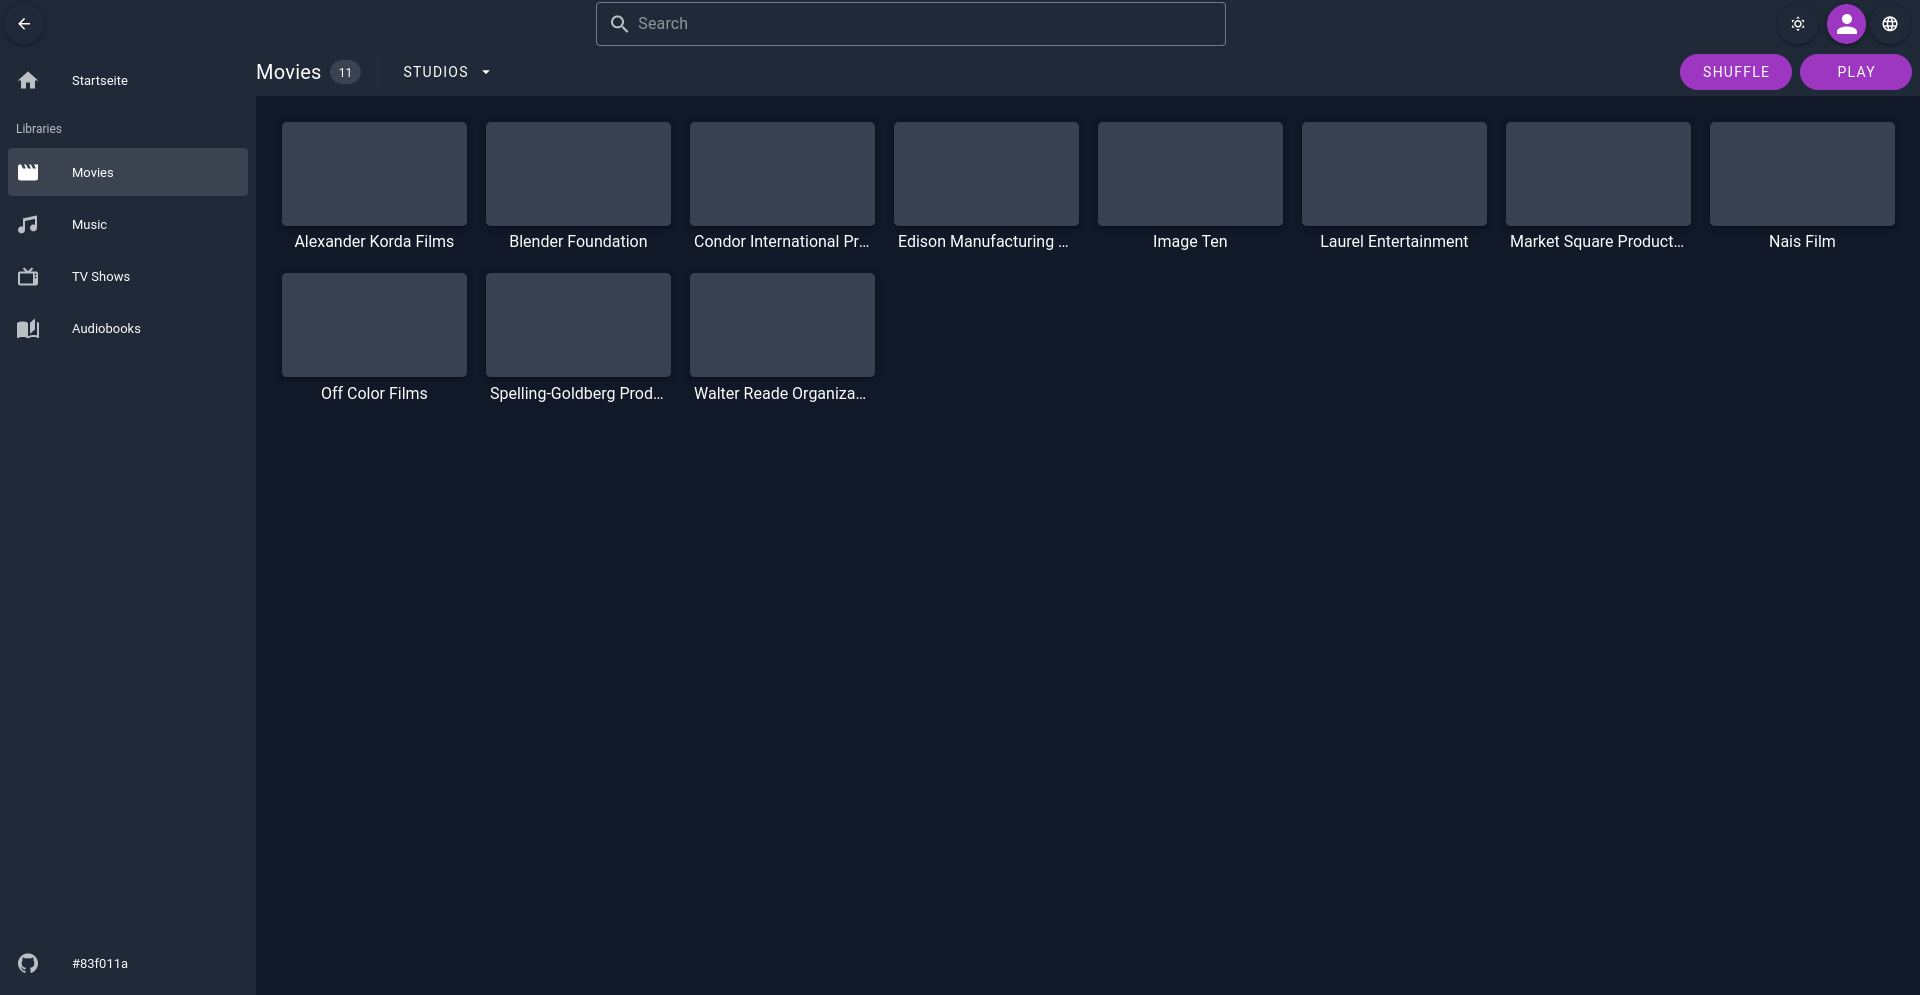 Search
Startseite
Libraries
Movies
Music
TV Shows
Audiobooks
#83f011a
Movies 11 STUDIOS SHUFFLE PLAY
Alexander Korda Films
Blender Foundation
Condor International Pr...
Edison Manufacturing ...
Image Ten
Laurel Entertainment
Market Square Product...
Nais Film
Off Color Films
Spelling-Goldberg Prod...
Walter Reade Organiza...